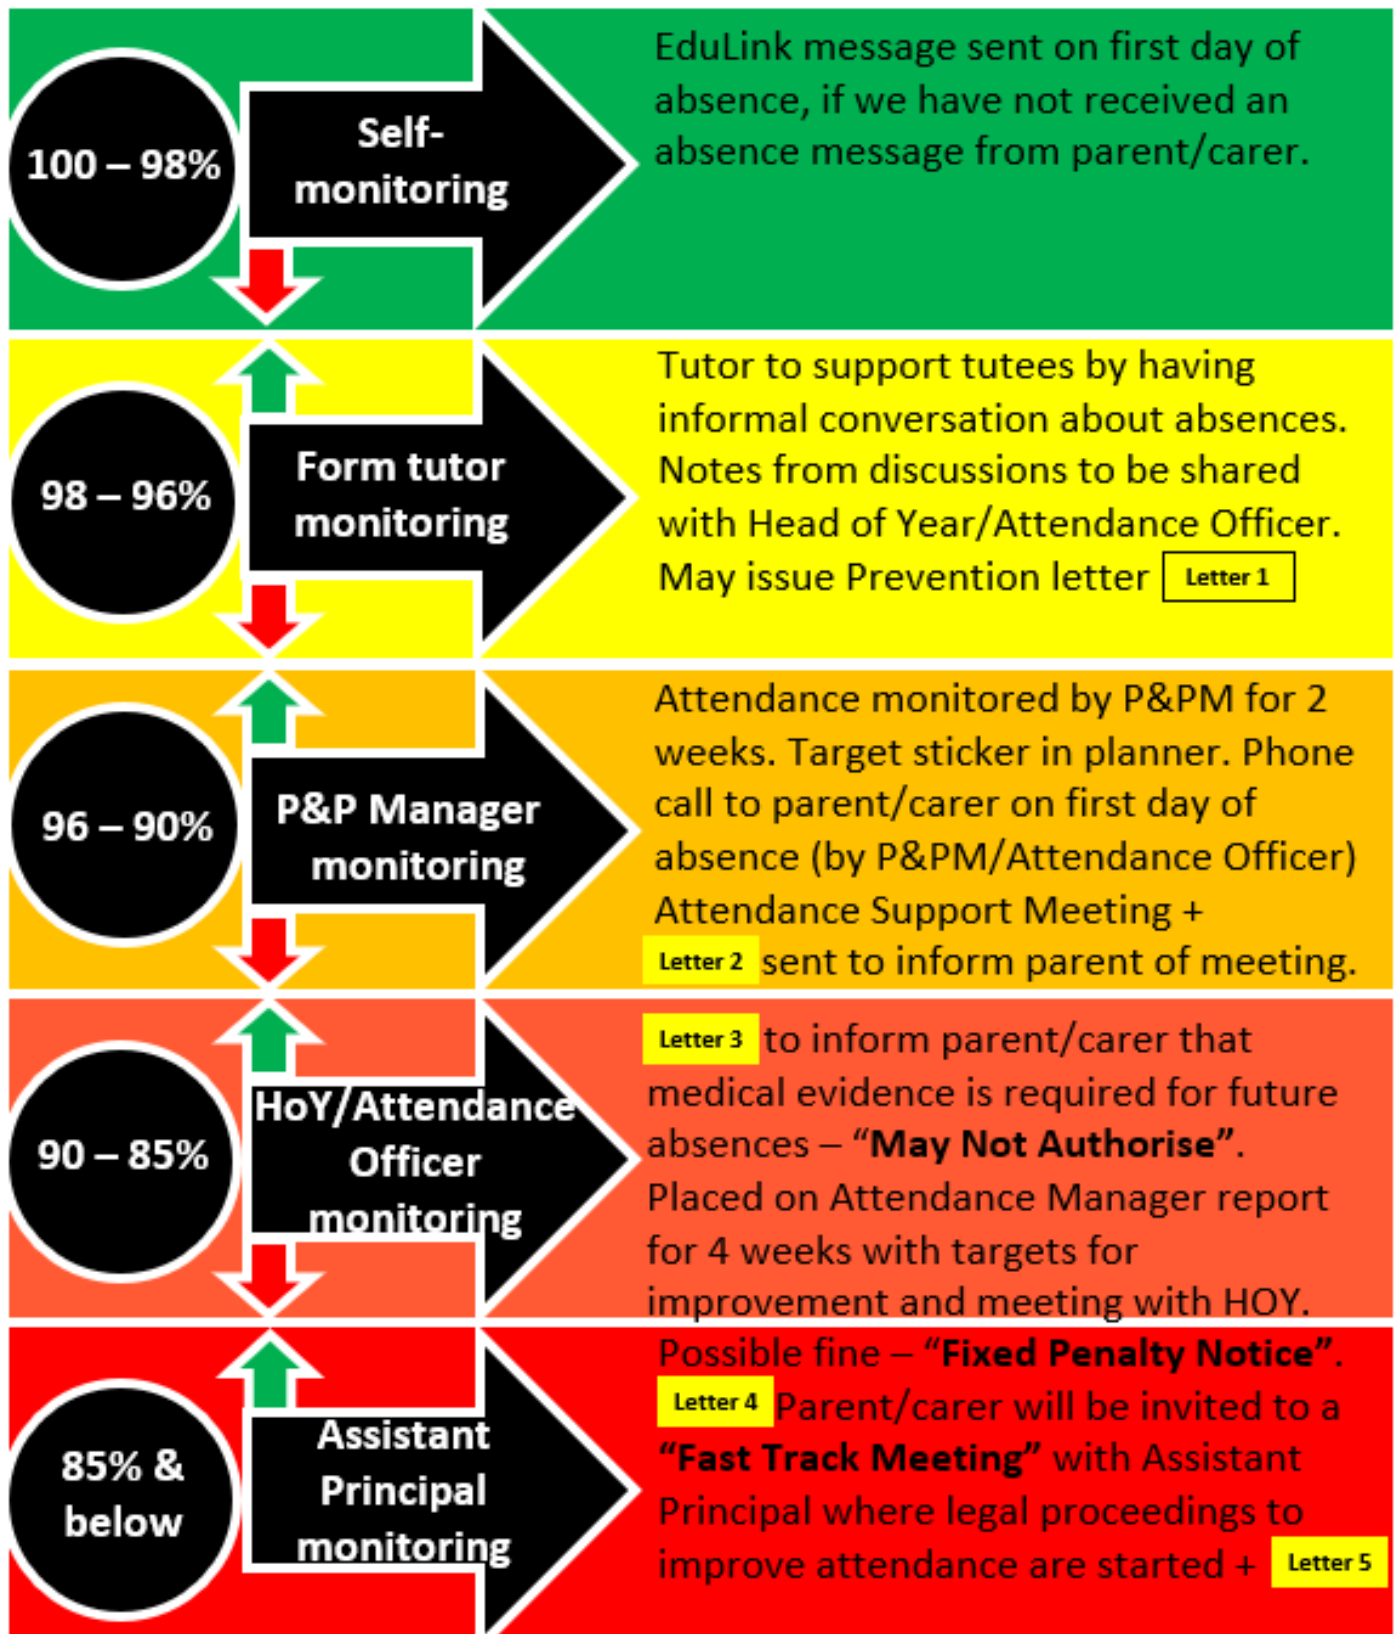 100 – 98%
Self-
monitoring
EduLink message sent on first day of
absence, if we have not received an
absence message from parent/carer.
98 – 96%
Form tutor
monitoring
Tutor to support tutees by having
informal conversation about absences.
Notes from discussions to be shared
with Head of Year/Attendance Officer.
May issue Prevention letter Letter 1
96 – 90%
P&P Manager
monitoring
Attendance monitored by P&PM for 2
weeks. Target sticker in planner. Phone
call to parent/carer on first day of
absence (by P&PM/Attendance Officer)
Attendance Support Meeting +
Letter 2 sent to inform parent of meeting.
90 – 85%
HoY/Attendance
Officer
monitoring
Letter 3 to inform parent/carer that
medical evidence is required for future
absences – “May Not Authorise”.
Placed on Attendance Manager report
for 4 weeks with targets for
improvement and meeting with HOY.
85% &
below
Assistant
Principal
monitoring
Possible fine – “Fixed Penalty Notice”.
Letter 4 Parent/carer will be invited to a
“Fast Track Meeting” with Assistant
Principal where legal proceedings to
improve attendance are started + Letter 5